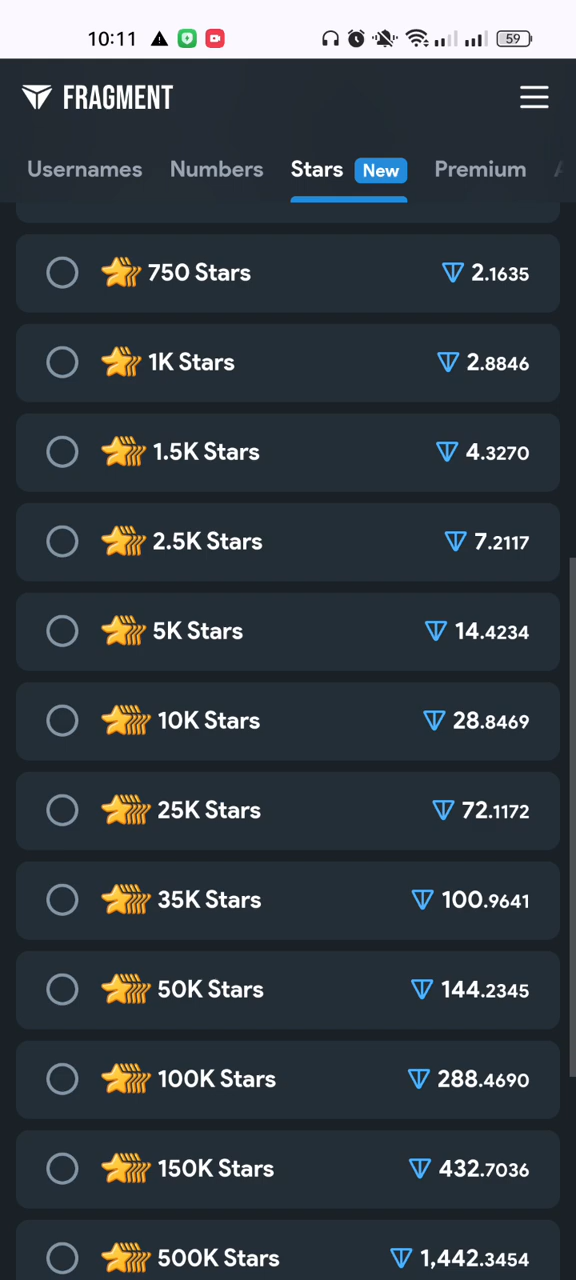 10:11 59
FRAGMENT
Usernames Numbers Stars New Premium
750 Stars 2.1635
1K Stars 2.8846
1.5K Stars 4.3270
2.5K Stars 7.2117
5K Stars 14.4234
10K Stars 28.8469
25K Stars 72.1172
35K Stars 100.9641
50K Stars 144.2345
100K Stars 288.4690
150K Stars 432.7036
500K Stars 1,442.3454